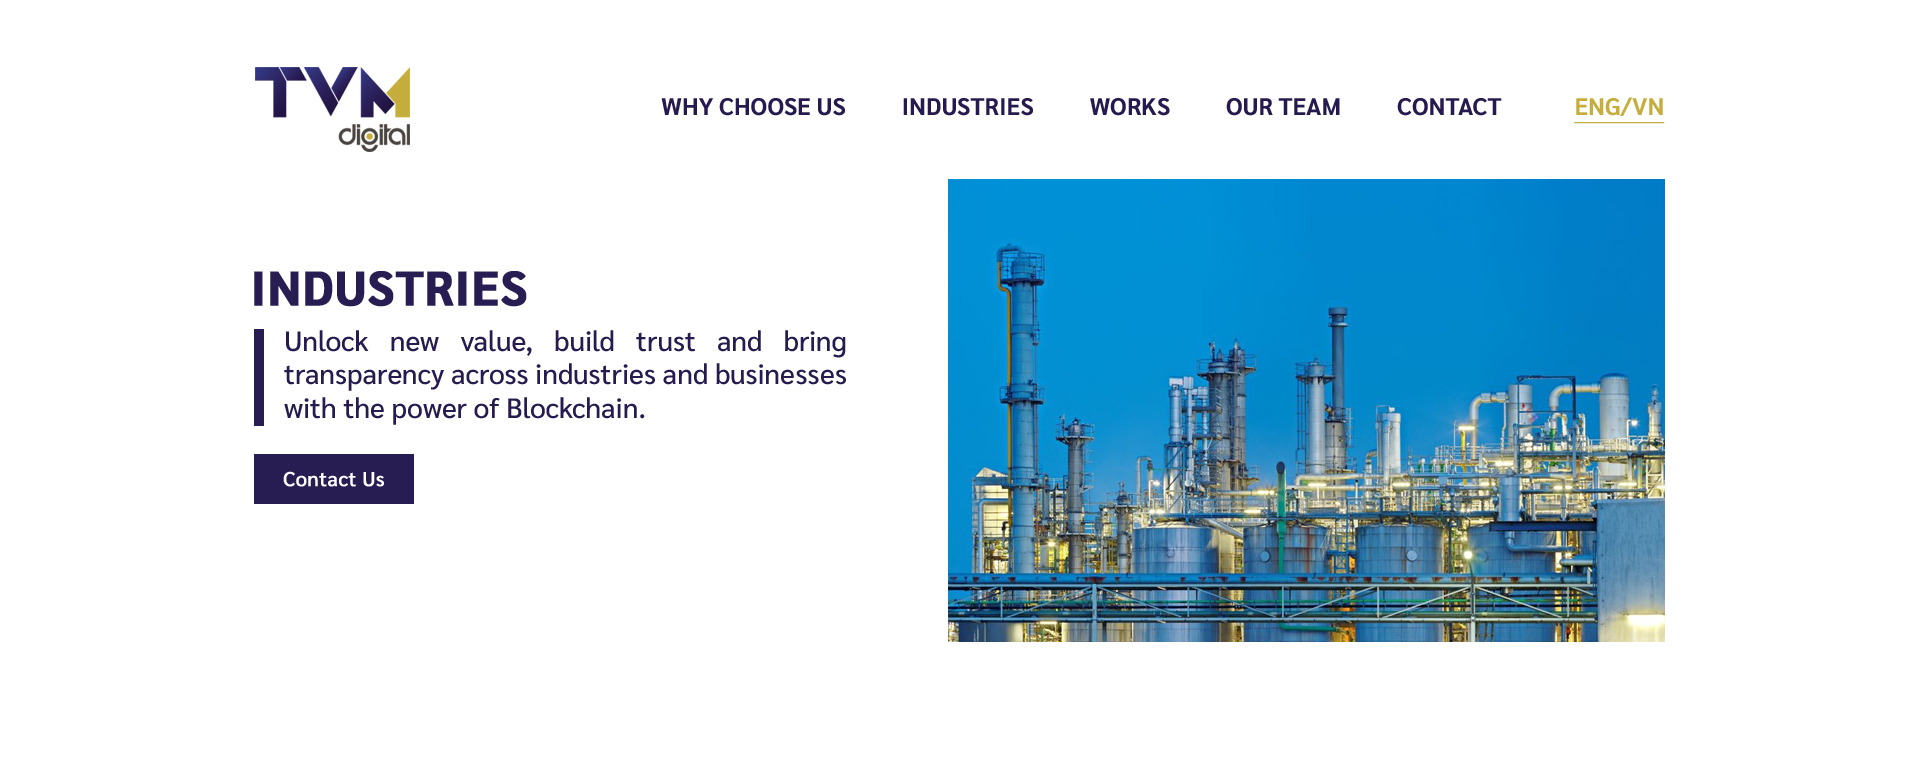 TVM
digital
WHY CHOOSE US INDUSTRIES WORKS OUR TEAM CONTACT ENG/VN
INDUSTRIES
Unlock new value, build trust and bring
transparency across industries and businesses
with the power of Blockchain.
Contact Us